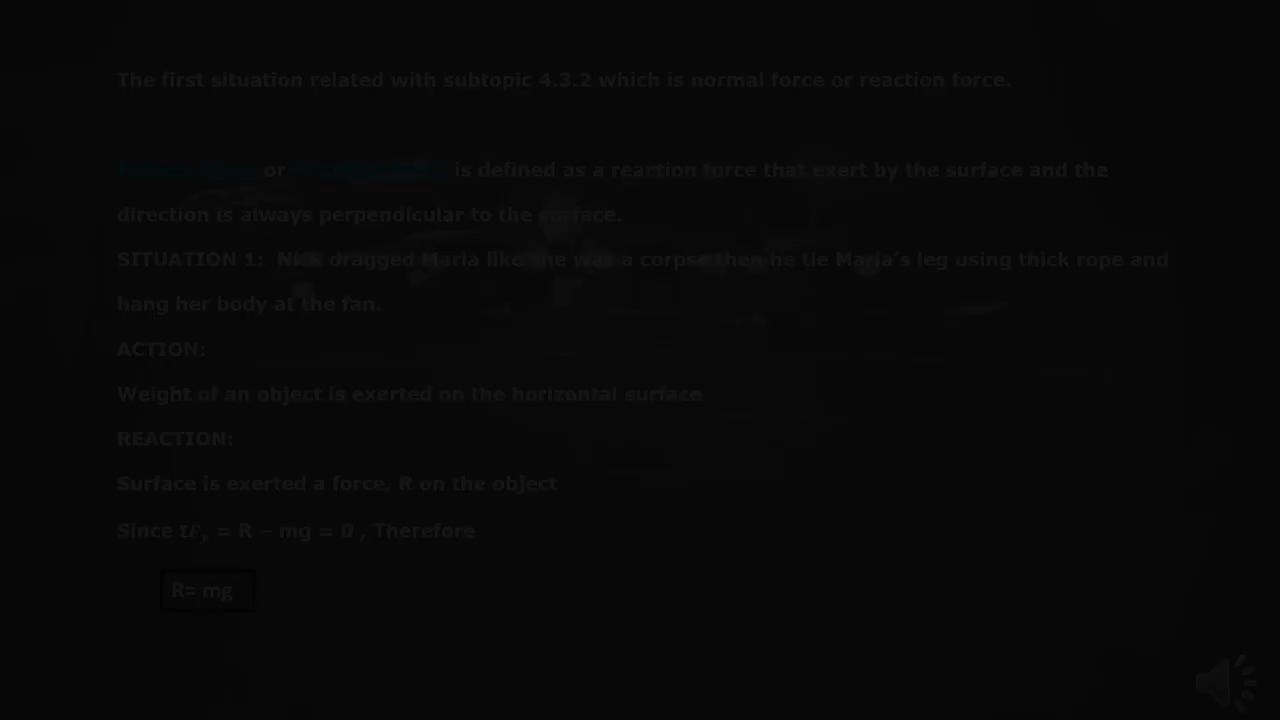 The first situation related with subtopic 4.3.2 which is normal force or reaction force.
or is defined as a reaction force that exert by the surface and the
direction is always perpendicular to the surface.
SITUATION 1: Nick dragged Maria like she was a corpse then he tie Maria's leg using thick rope and
hang her body at the fan.
ACTION:
Weight of an object is exerted on the horizontal surface
REACTION:
Surface is exerted a force, R on the object
Since ΣF_y = R − mg = 0 , Therefore
R= mg